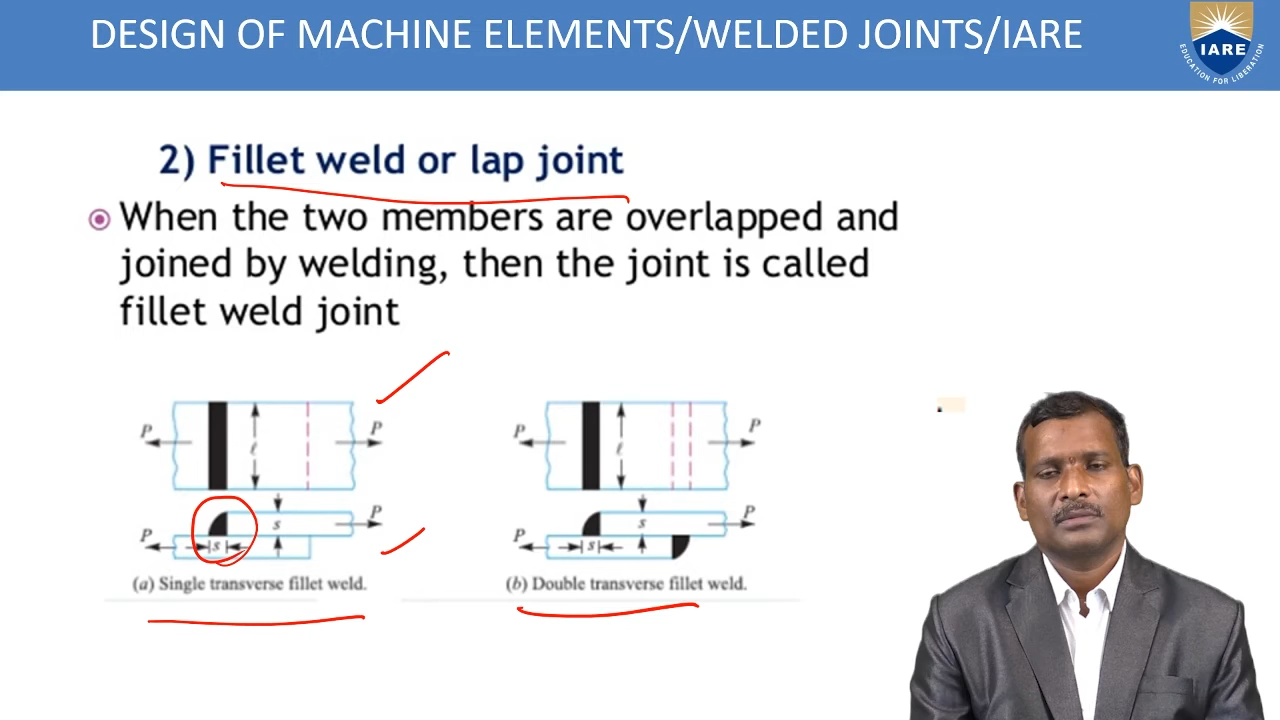 DESIGN OF MACHINE ELEMENTS/WELDED JOINTS/IARE
IARE
EDUCATION FOR LIBERATION
2) Fillet weld or lap joint
When the two members are overlapped and
joined by welding, then the joint is called
fillet weld joint
P
P
l
P
P
s
s
(a) Single transverse fillet weld.
P
P
l
P
P
s
s
(b) Double transverse fillet weld.